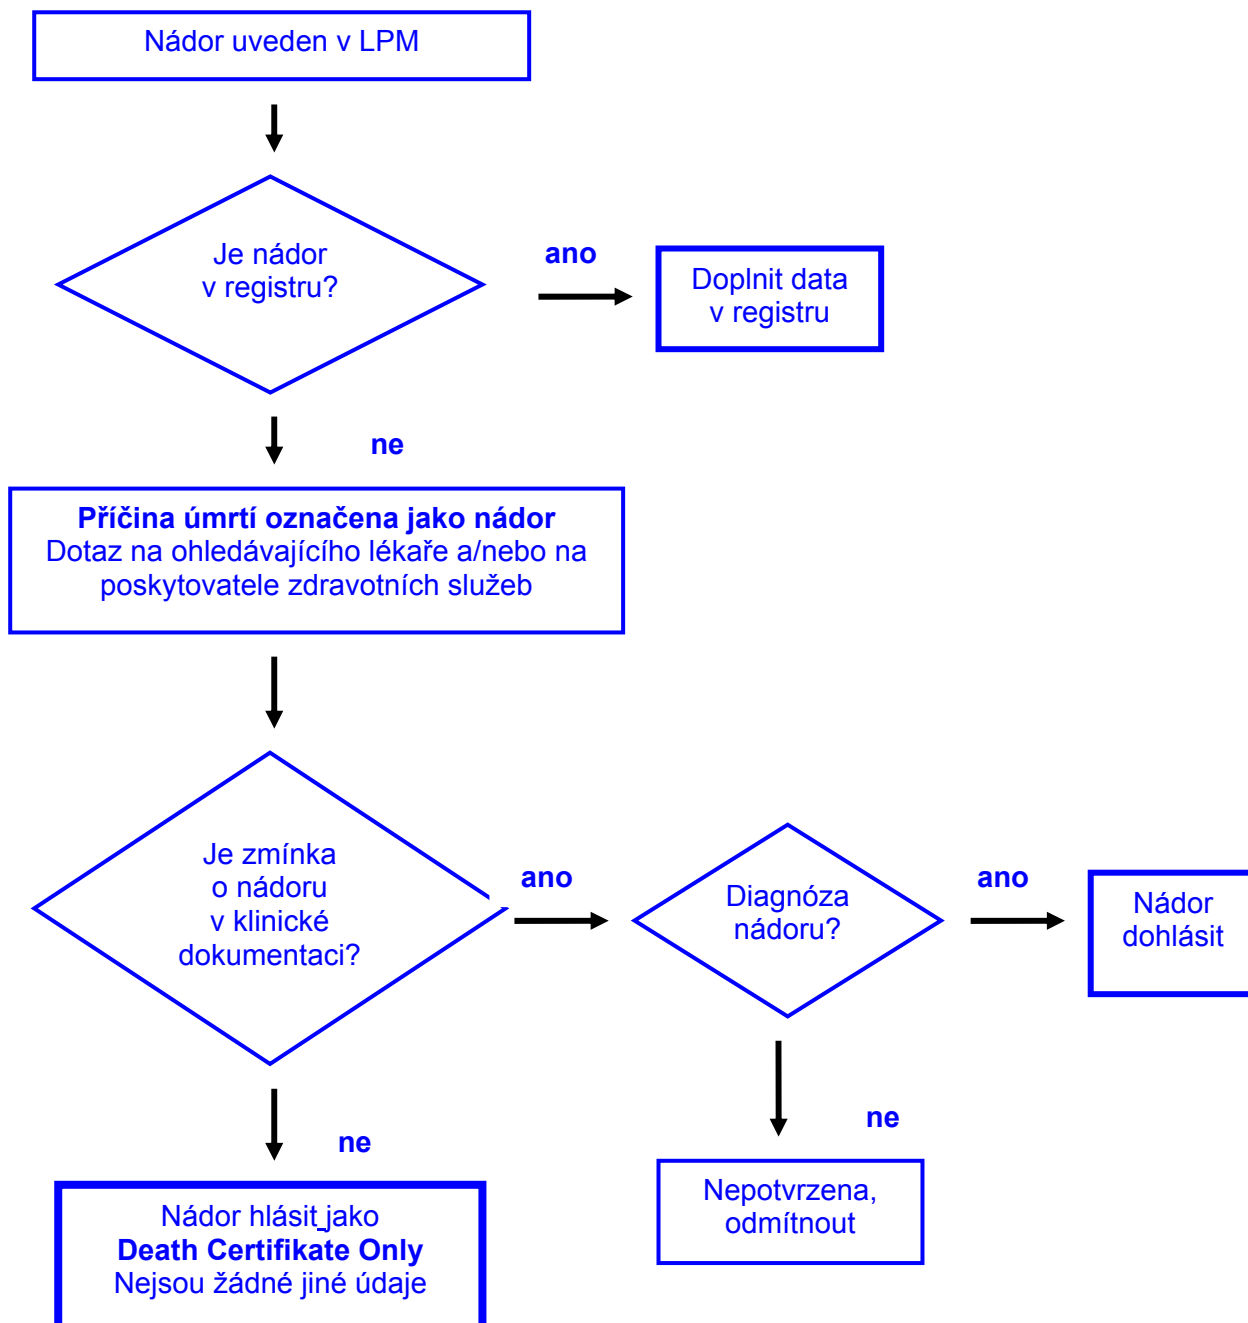 Nádor uveden v LPM
Je nádor
v registru?
ano
Doplnit data
v registru
ne
Příčina úmrtí označena jako nádor
Dotaz na ohledávajícího lékaře a/nebo na
poskytovatele zdravotních služeb
Je zmínka
o nádoru
v klinické
dokumentaci?
ano
Diagnóza
nádoru?
ano
Nádor
dohlásit
ne
Nepotvrzena,
odmítnout
ne
Nádor hlásit jako
Death Certifikate Only
Nejsou žádné jiné údaje